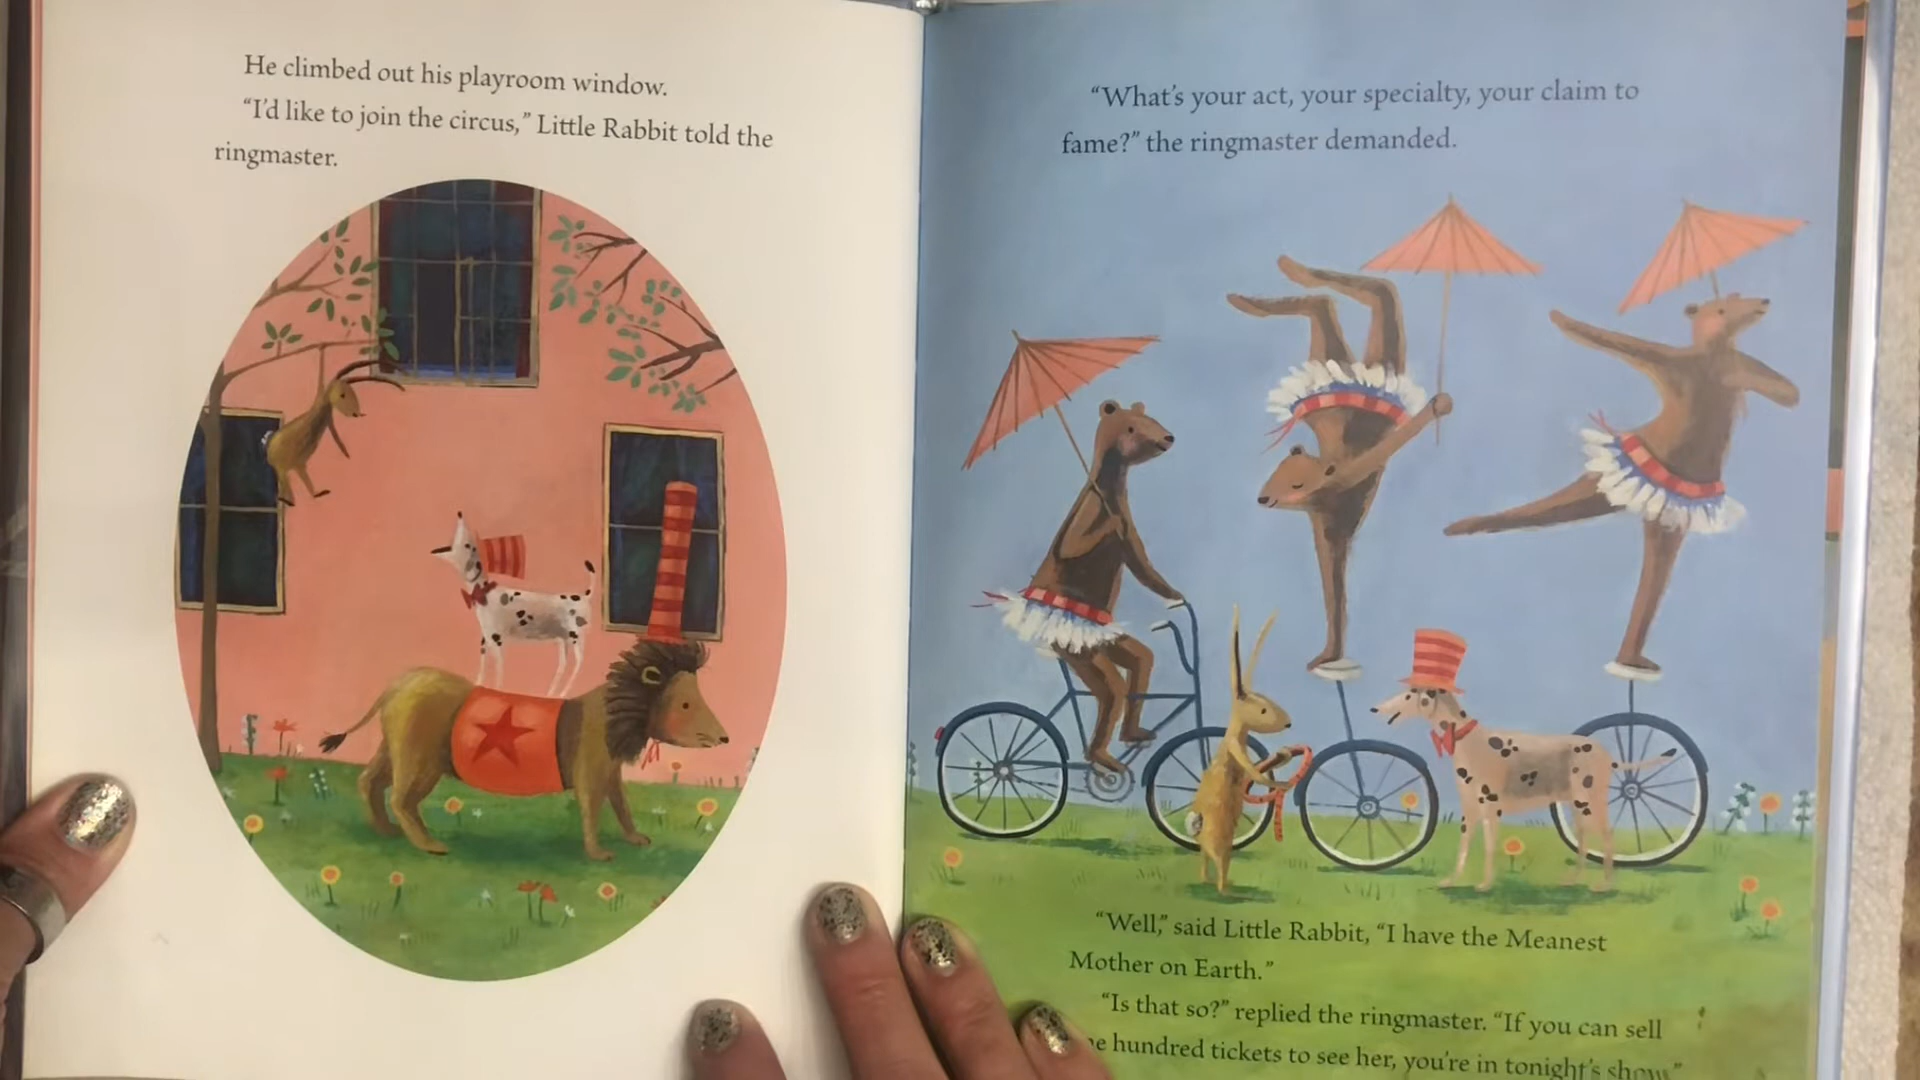 He climbed out his playroom window.
“I’d like to join the circus,” Little Rabbit told the
ringmaster.
“What’s your act, your specialty, your claim to
fame?” the ringmaster demanded.
“Well,” said Little Rabbit, “I have the Meanest
Mother on Earth.”
“Is that so?” replied the ringmaster. “If you can sell
hundred tickets to see her, you’re in tonight’s show.”